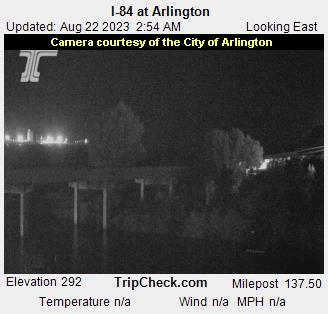 I-84 at Arlington
Updated: Aug 22 2023 2:54 AM Looking East
Camera courtesy of the City of Arlington
Elevation 292 TripCheck.com Milepost 137.50
Temperature n/a Wind n/a MPH n/a